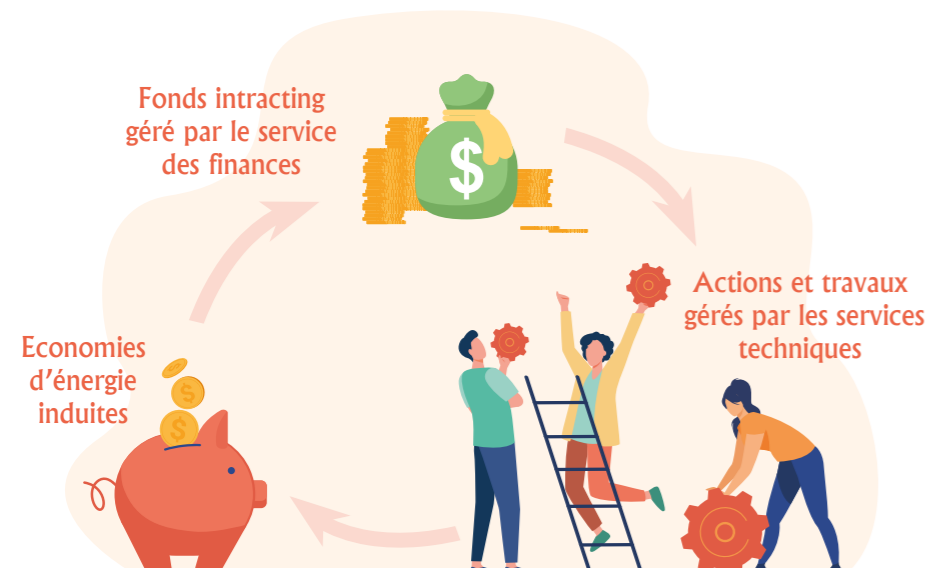 Fonds intracting
géré par le service
des finances
$
Actions et travaux
gérés par les services
techniques
Economies
d’énergie
induites
$
$